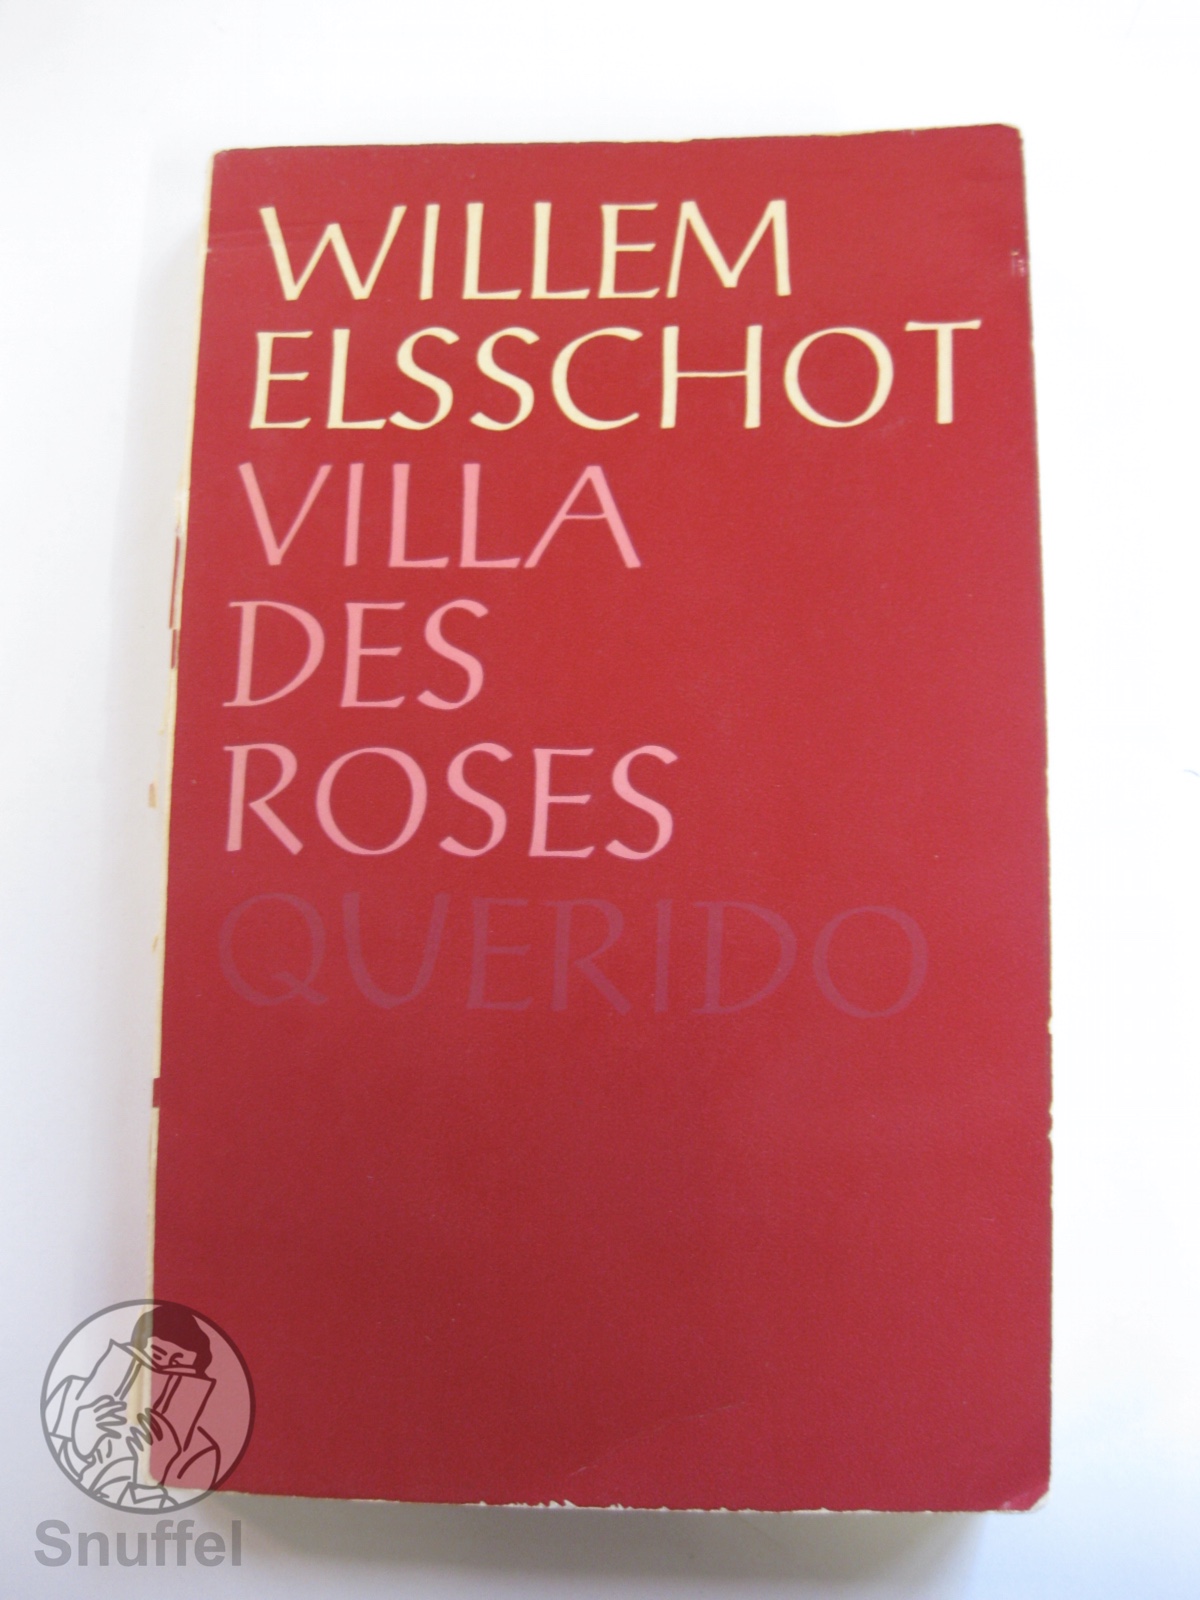 WILLEM
ELSSCHOT
VILLA
DES
ROSES
QUERIDO
Snuffel